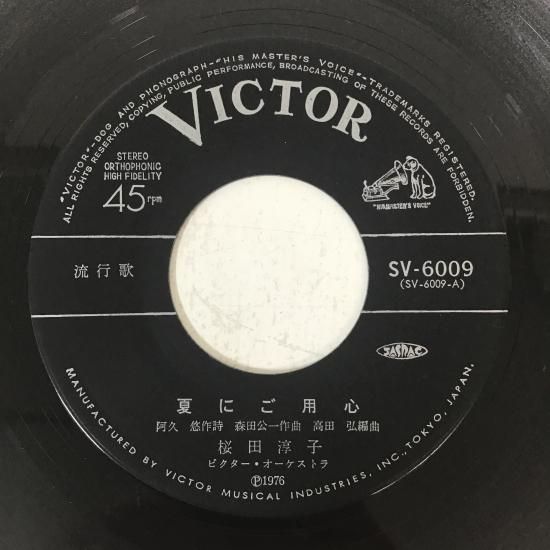 "VICTOR"-DOG AND PHONOGRAPH-"HIS MASTER'S VOICE"-TRADEMARKS REGISTERED.
ALL RIGHTS RESERVED, COPYING, PUBLIC PERFORMANCE, BROADCASTING OF THESE RECORDS ARE FORBIDDEN.
VICTOR
STEREO
ORTHOPHONIC
HIGH FIDELITY
45rpm
"HIS MASTER'S VOICE"
流行歌
SV-6009
(SV-6009-A)
JASRAC
夏にご用心
阿久 悠作詩 森田公一作曲 高田 弘編曲
桜田淳子
ビクター・オーケストラ
Ⓟ1976
MANUFACTURED BY VICTOR MUSICAL INDUSTRIES, INC., TOKYO, JAPAN.